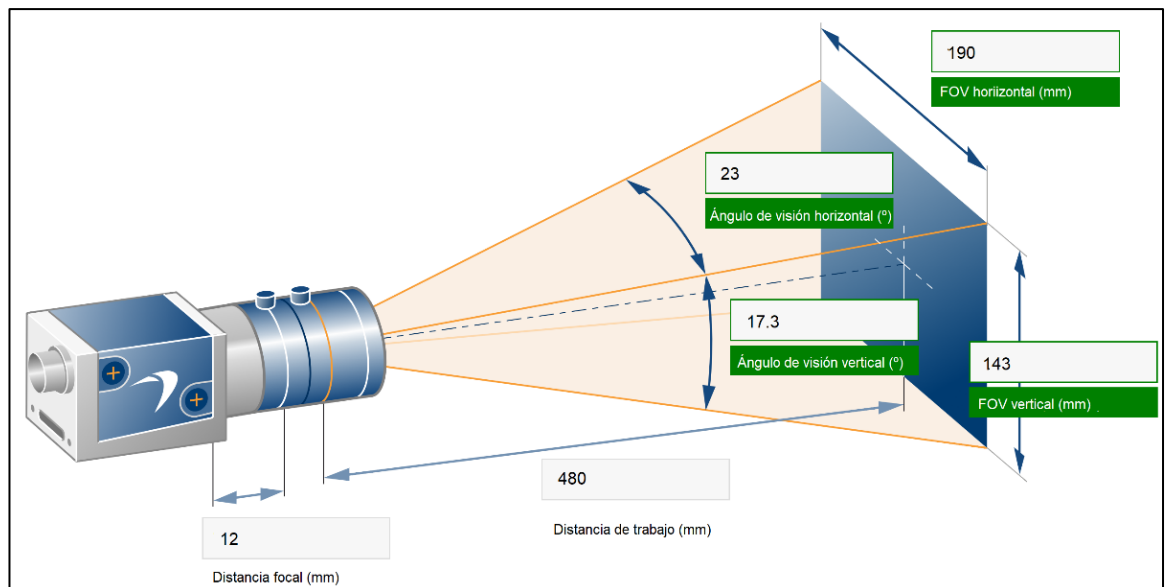 190
FOV horiizontal (mm)
23
Ángulo de visión horizontal (º)
17.3
Ángulo de visión vertical (º)
143
FOV vertical (mm)
480
Distancia de trabajo (mm)
12
Distancia focal (mm)